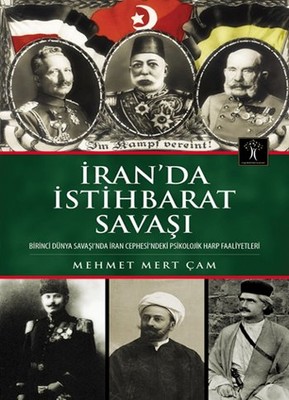 Im Kampf vereint!
İRAN'DA
İSTİHBARAT
SAVAŞI
BİRİNCİ DÜNYA SAVAŞI'NDA İRAN CEPHESİ'NDEKİ PSİKOLOJİK HARP FAALİYETLERİ
MEHMET MERT ÇAM